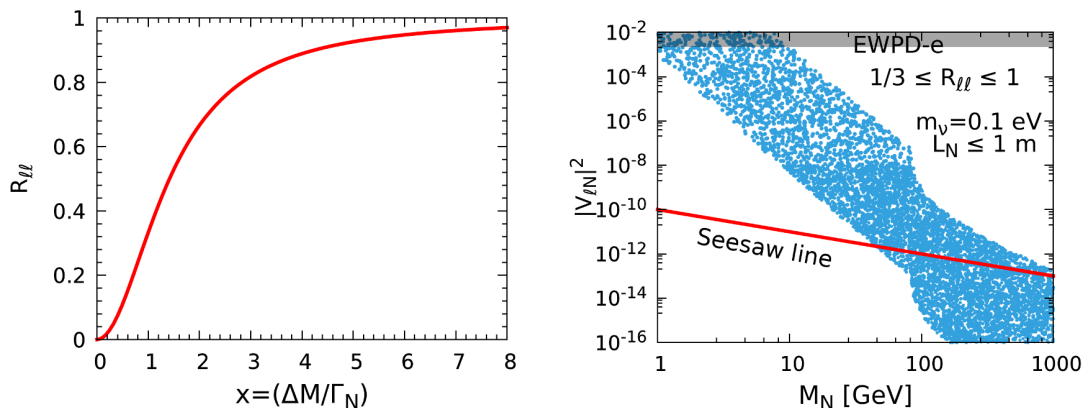 1
0.8
0.6
0.4
0.2
0
R_ℓℓ
0 1 2 3 4 5 6 7 8
x=(ΔM/Γ_N)
10^-2
10^-4
10^-6
10^-8
10^-10
10^-12
10^-14
10^-16
|V_ℓN|^2
EWPD-e
1/3 ≤ R_ℓℓ ≤ 1
m_ν=0.1 eV
L_N ≤ 1 m
Seesaw line
1 10 100 1000
M_N [GeV]